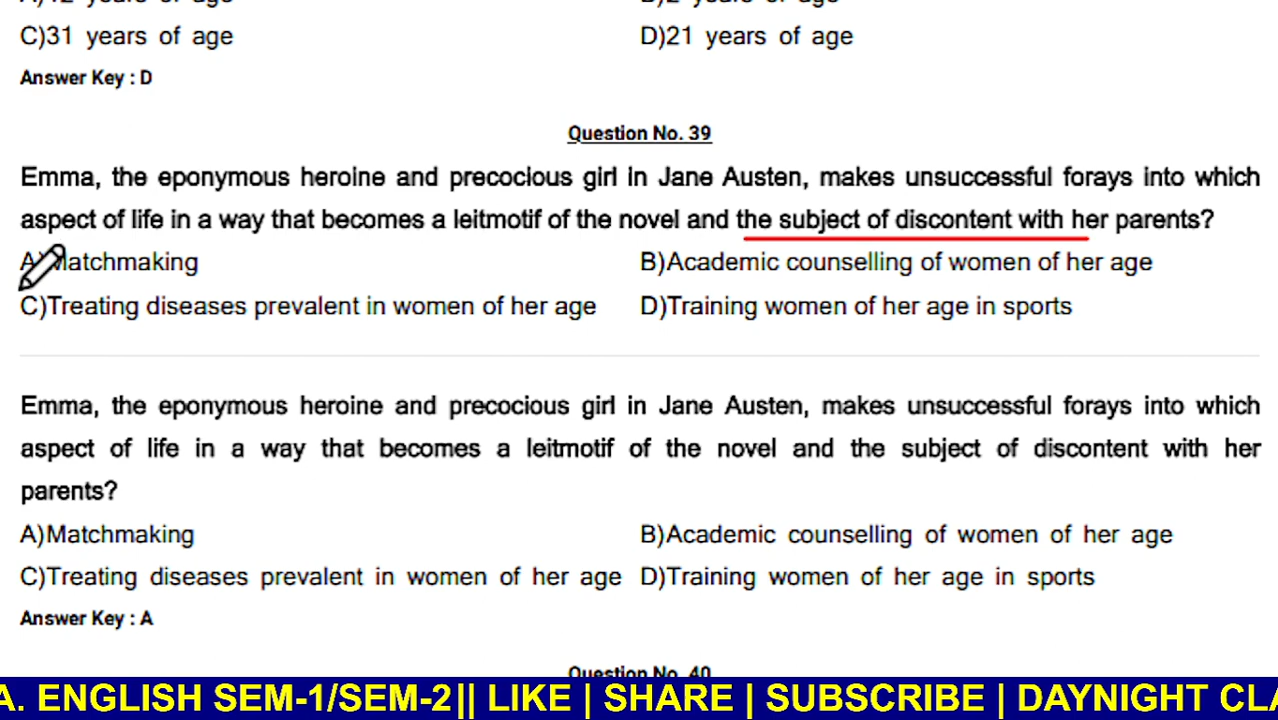 C)31 years of age
D)21 years of age
Answer Key : D
Question No. 39
Emma, the eponymous heroine and precocious girl in Jane Austen, makes unsuccessful forays into which
aspect of life in a way that becomes a leitmotif of the novel and the subject of discontent with her parents?
A)Matchmaking
B)Academic counselling of women of her age
C)Treating diseases prevalent in women of her age
D)Training women of her age in sports
Emma, the eponymous heroine and precocious girl in Jane Austen, makes unsuccessful forays into which
aspect of life in a way that becomes a leitmotif of the novel and the subject of discontent with her
parents?
A)Matchmaking
B)Academic counselling of women of her age
C)Treating diseases prevalent in women of her age
D)Training women of her age in sports
Answer Key : A
Question No. 40
A. ENGLISH SEM-1/SEM-2|| LIKE | SHARE | SUBSCRIBE | DAYNIGHT CLA